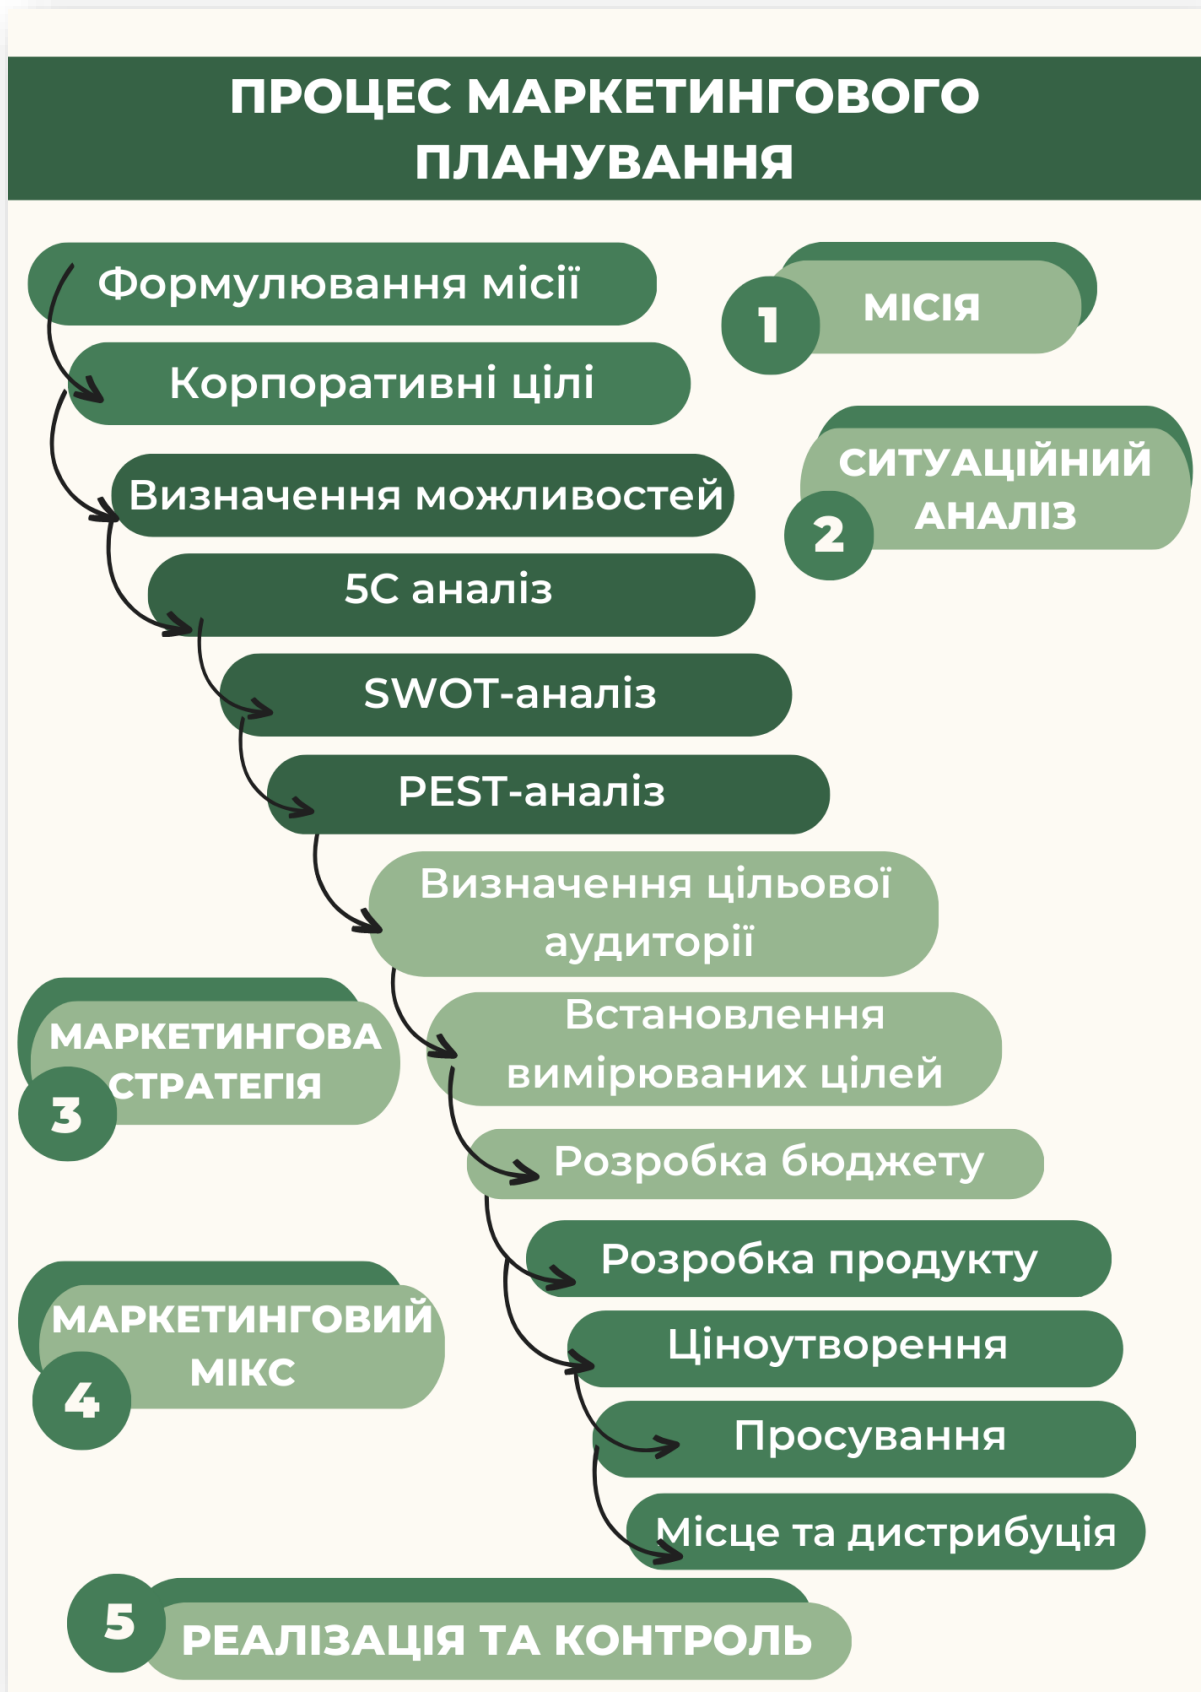 ПРОЦЕС МАРКЕТИНГОВОГО
ПЛАНУВАННЯ
Формулювання місії
1
МІСІЯ
Корпоративні цілі
СИТУАЦІЙНИЙ
АНАЛІЗ
2
Визначення можливостей
5С аналіз
SWOT-аналіз
PEST-аналіз
Визначення цільової
аудиторії
МАРКЕТИНГОВА
СТРАТЕГІЯ
3
Встановлення
вимірюваних цілей
Розробка бюджету
Розробка продукту
МАРКЕТИНГОВИЙ
МІКС
4
Ціноутворення
Просування
Місце та дистрибуція
5
РЕАЛІЗАЦІЯ ТА КОНТРОЛЬ